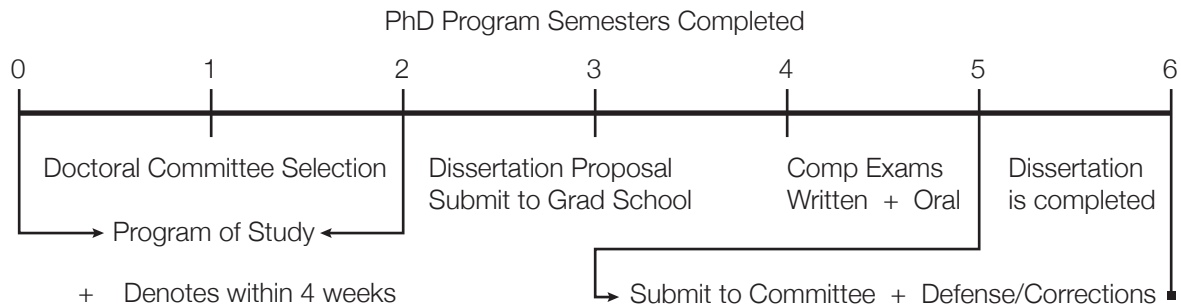 PhD Program Semesters Completed
0 1 2 3 4 5 6
Doctoral Committee Selection
Dissertation Proposal
Submit to Grad School
Comp Exams
Written + Oral
Dissertation
is completed
Program of Study
+ Denotes within 4 weeks
Submit to Committee + Defense/Corrections